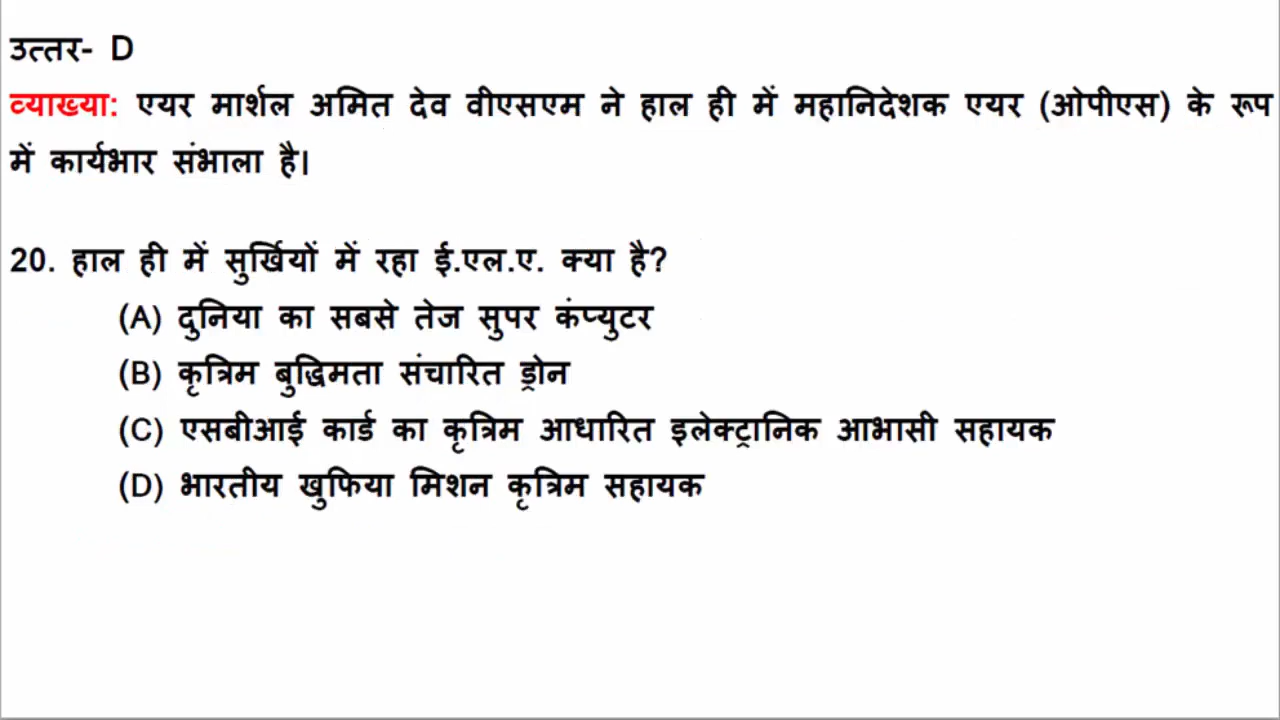 उत्तर- D
व्याख्या: एयर मार्शल अमित देव वीएसएम ने हाल ही में महानिदेशक एयर (ओपीएस) के रूप
में कार्यभार संभाला है।
20. हाल ही में सुर्खियों में रहा ई.एल.ए. क्या है?
(A) दुनिया का सबसे तेज सुपर कंप्युटर
(B) कृत्रिम बुद्धिमता संचारित ड्रोन
(C) एसबीआई कार्ड का कृत्रिम आधारित इलेक्ट्रानिक आभासी सहायक
(D) भारतीय खुफिया मिशन कृत्रिम सहायक